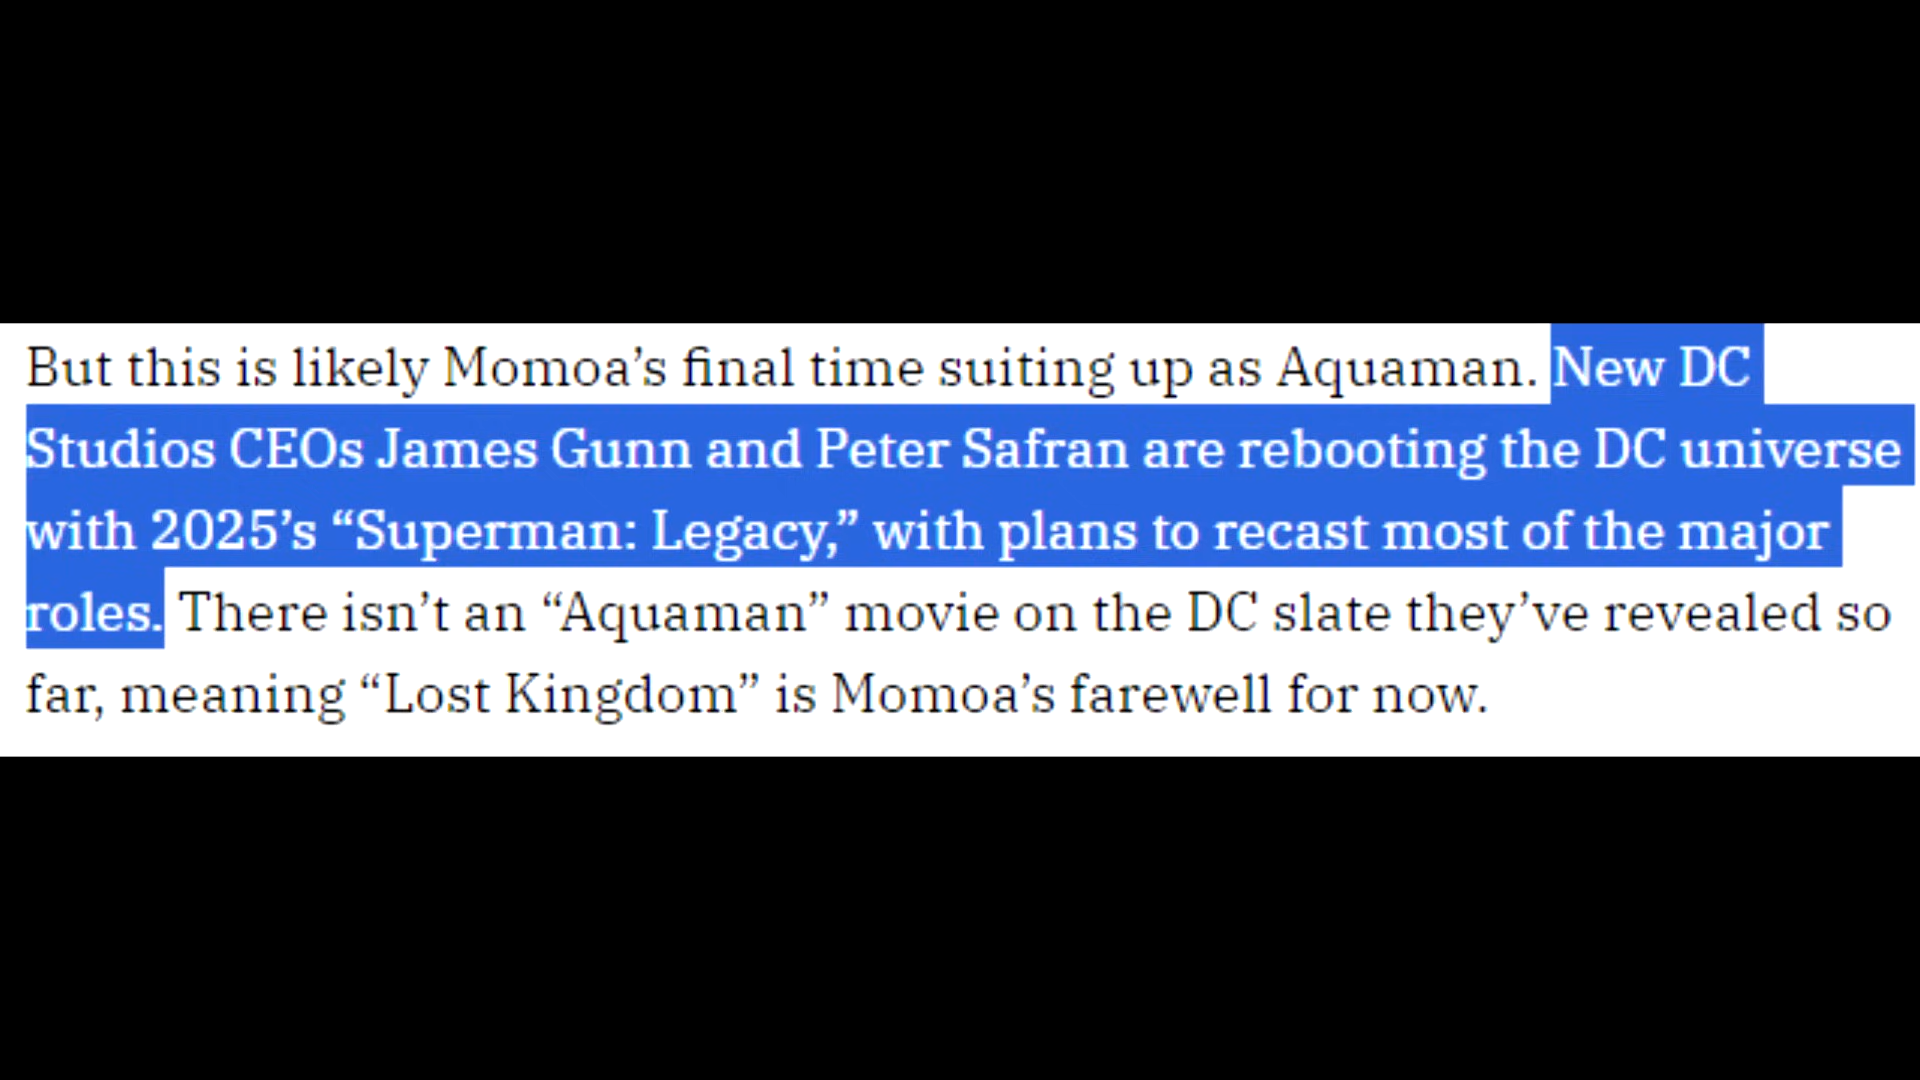 But this is likely Momoa’s final time suiting up as Aquaman. New DC
Studios CEOs James Gunn and Peter Safran are rebooting the DC universe
with 2025’s “Superman: Legacy,” with plans to recast most of the major
roles. There isn’t an “Aquaman” movie on the DC slate they’ve revealed so
far, meaning “Lost Kingdom” is Momoa’s farewell for now.